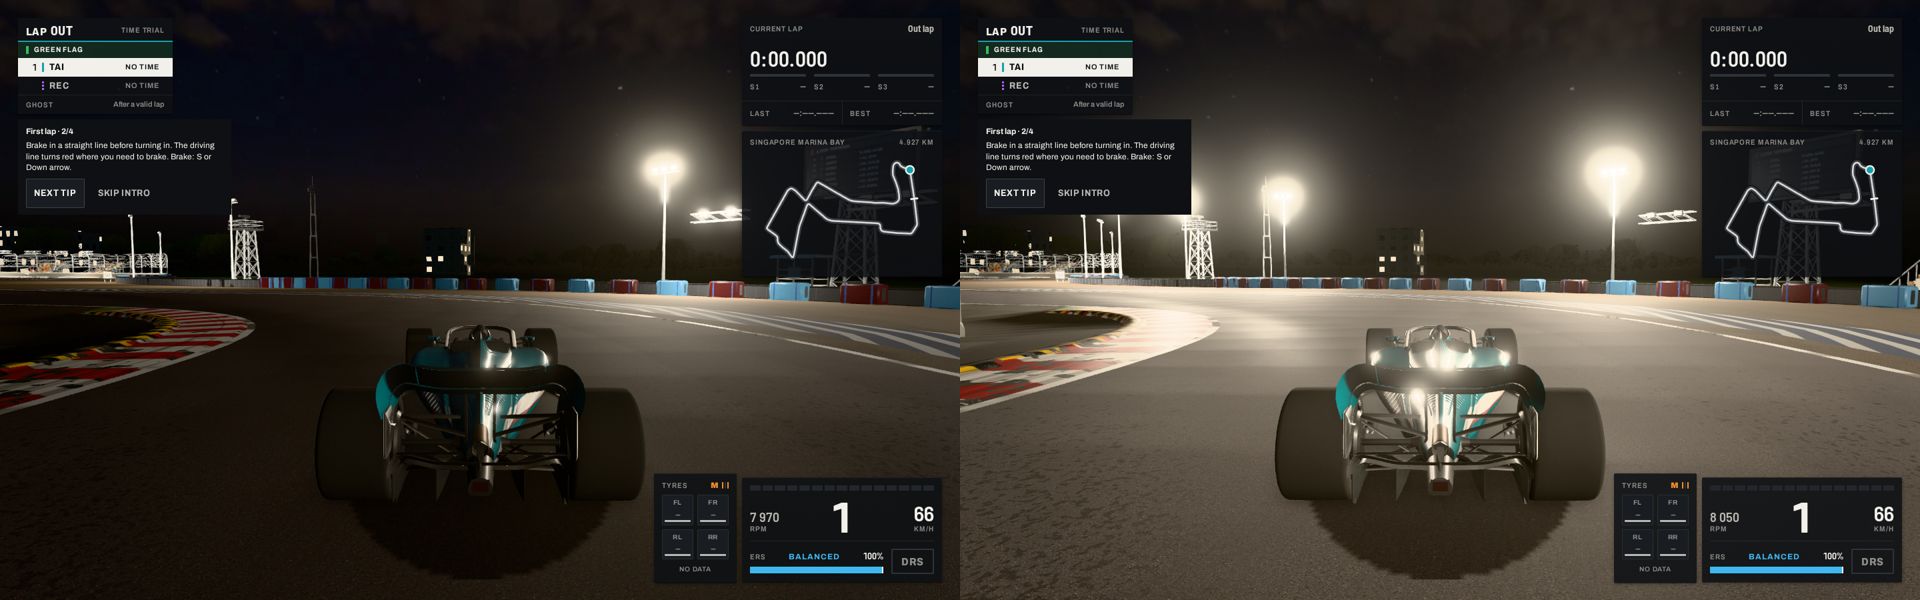 LAP OUT TIME TRIAL
GREEN FLAG
1 TAI NO TIME
REC NO TIME
GHOST After a valid lap
First lap · 2/4
Brake in a straight line before turning in. The driving
line turns red where you need to brake. Brake: S or
Down arrow.
NEXT TIP SKIP INTRO
CURRENT LAP Out lap
0:00.000
S1 – S2 – S3 –
LAST –:––.––– BEST –:––.–––
SINGAPORE MARINA BAY 4.927 KM
TYRES M
FL FR
– –
RL RR
– –
NO DATA
7 970 1 66
RPM KM/H
ERS BALANCED 100% DRS
LAP OUT TIME TRIAL
GREEN FLAG
1 TAI NO TIME
REC NO TIME
GHOST After a valid lap
First lap · 2/4
Brake in a straight line before turning in. The driving
line turns red where you need to brake. Brake: S or
Down arrow.
NEXT TIP SKIP INTRO
CURRENT LAP Out lap
0:00.000
S1 – S2 – S3 –
LAST –:––.––– BEST –:––.–––
SINGAPORE MARINA BAY 4.927 KM
TYRES M
FL FR
– –
RL RR
– –
NO DATA
8 050 1 66
RPM KM/H
ERS BALANCED 100% DRS